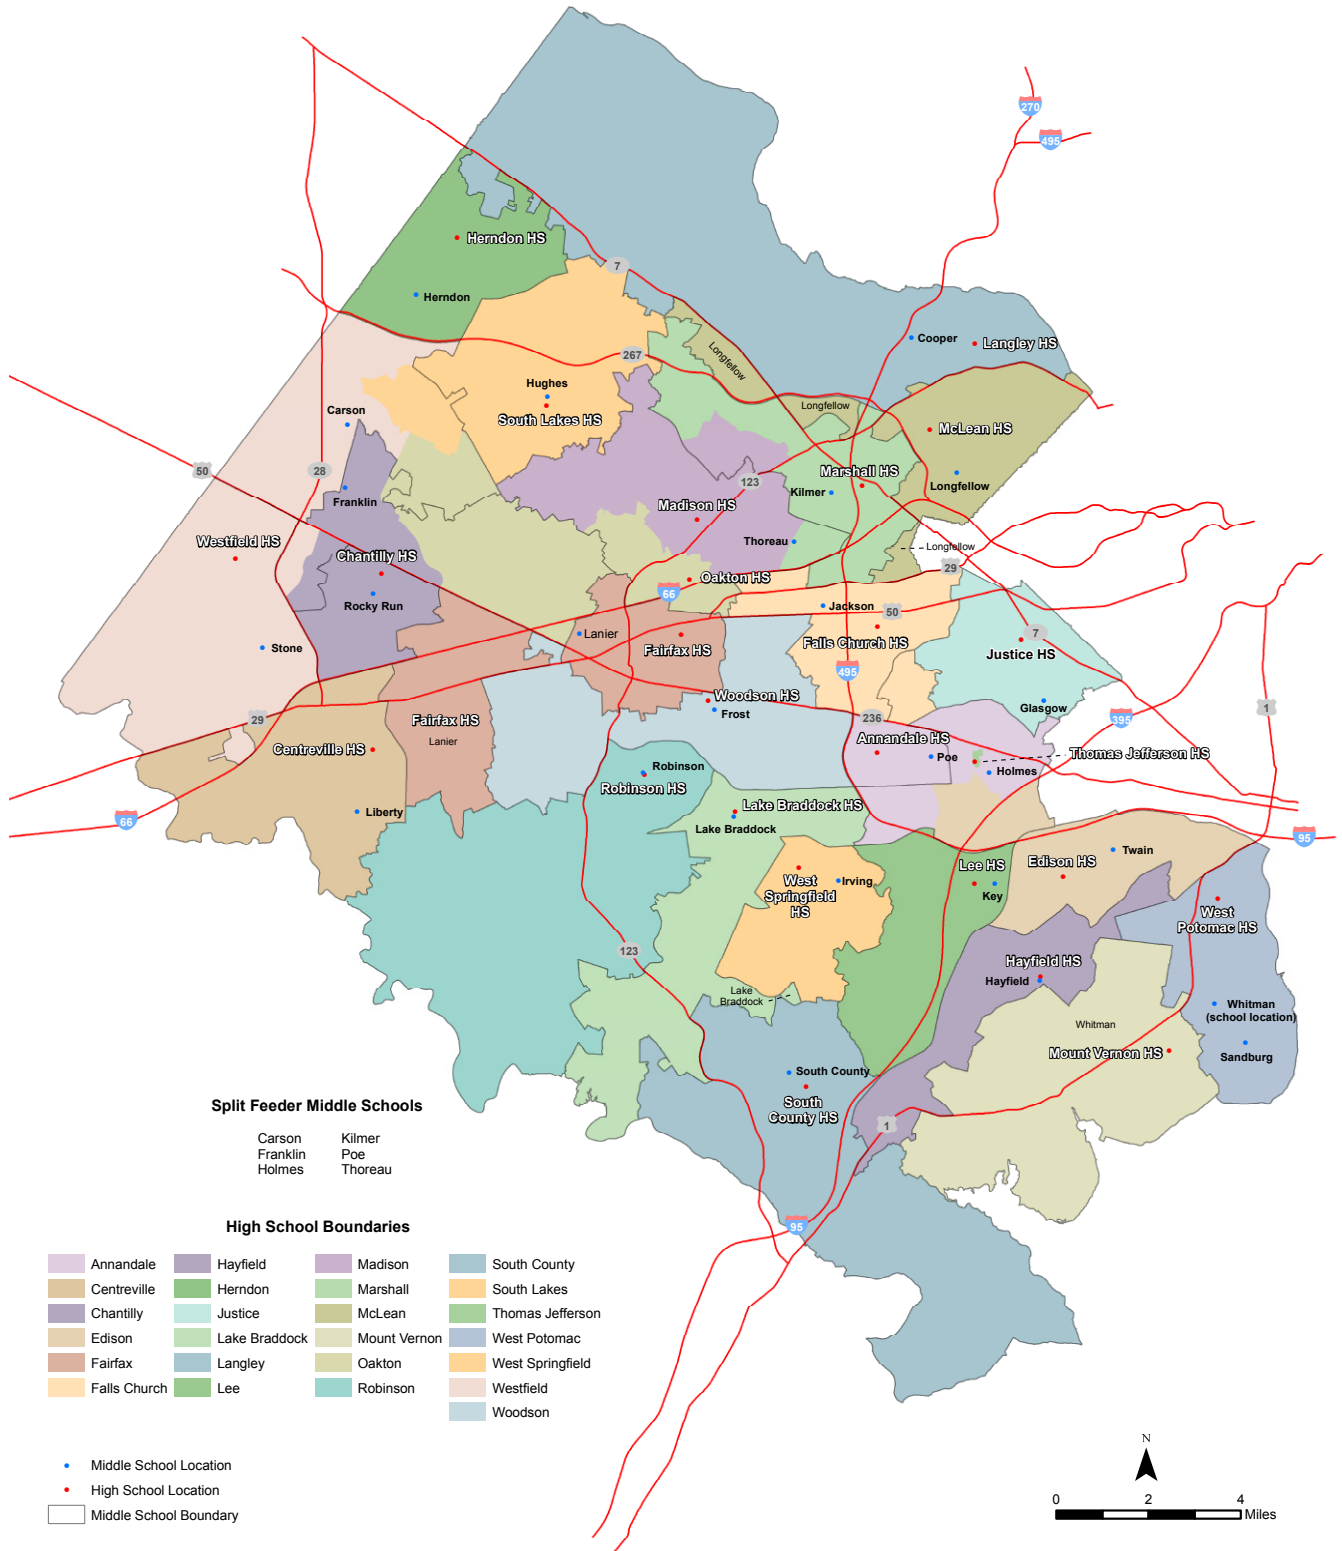 270
495
Herndon HS
7
Herndon
Cooper
Langley HS
267
Longfellow
Hughes
South Lakes HS
Longfellow
Carson
McLean HS
50
28
Franklin
Marshall HS
123
Kilmer
Longfellow
Madison HS
Westfield HS
Chantilly HS
Thoreau
Longfellow
29
Oakton HS
66
Rocky Run
Jackson
50
Stone
Lanier
Fairfax HS
Falls Church HS
7
Justice HS
495
Woodson HS
Frost
Glasgow
1
29
Fairfax HS
Lanier
236
395
Centreville HS
Annandale HS
Poe
Thomas Jefferson HS
Holmes
Robinson
Robinson HS
Lake Braddock HS
Lake Braddock
Liberty
66
95
Twain
Edison HS
Lee HS
Key
West
Springfield
HS
Irving
West
Potomac HS
123
Hayfield HS
Hayfield
Lake
Braddock
Whitman
Whitman
(school location)
Mount Vernon HS
Sandburg
South County
South
County HS
1
95
Split Feeder Middle Schools
Carson Kilmer
Franklin Poe
Holmes Thoreau
High School Boundaries
Annandale Hayfield Madison South County
Centreville Herndon Marshall South Lakes
Chantilly Justice McLean Thomas Jefferson
Edison Lake Braddock Mount Vernon West Potomac
Fairfax Langley Oakton West Springfield
Falls Church Lee Robinson Westfield
Woodson
Middle School Location
High School Location
Middle School Boundary
N
0 2 4
Miles